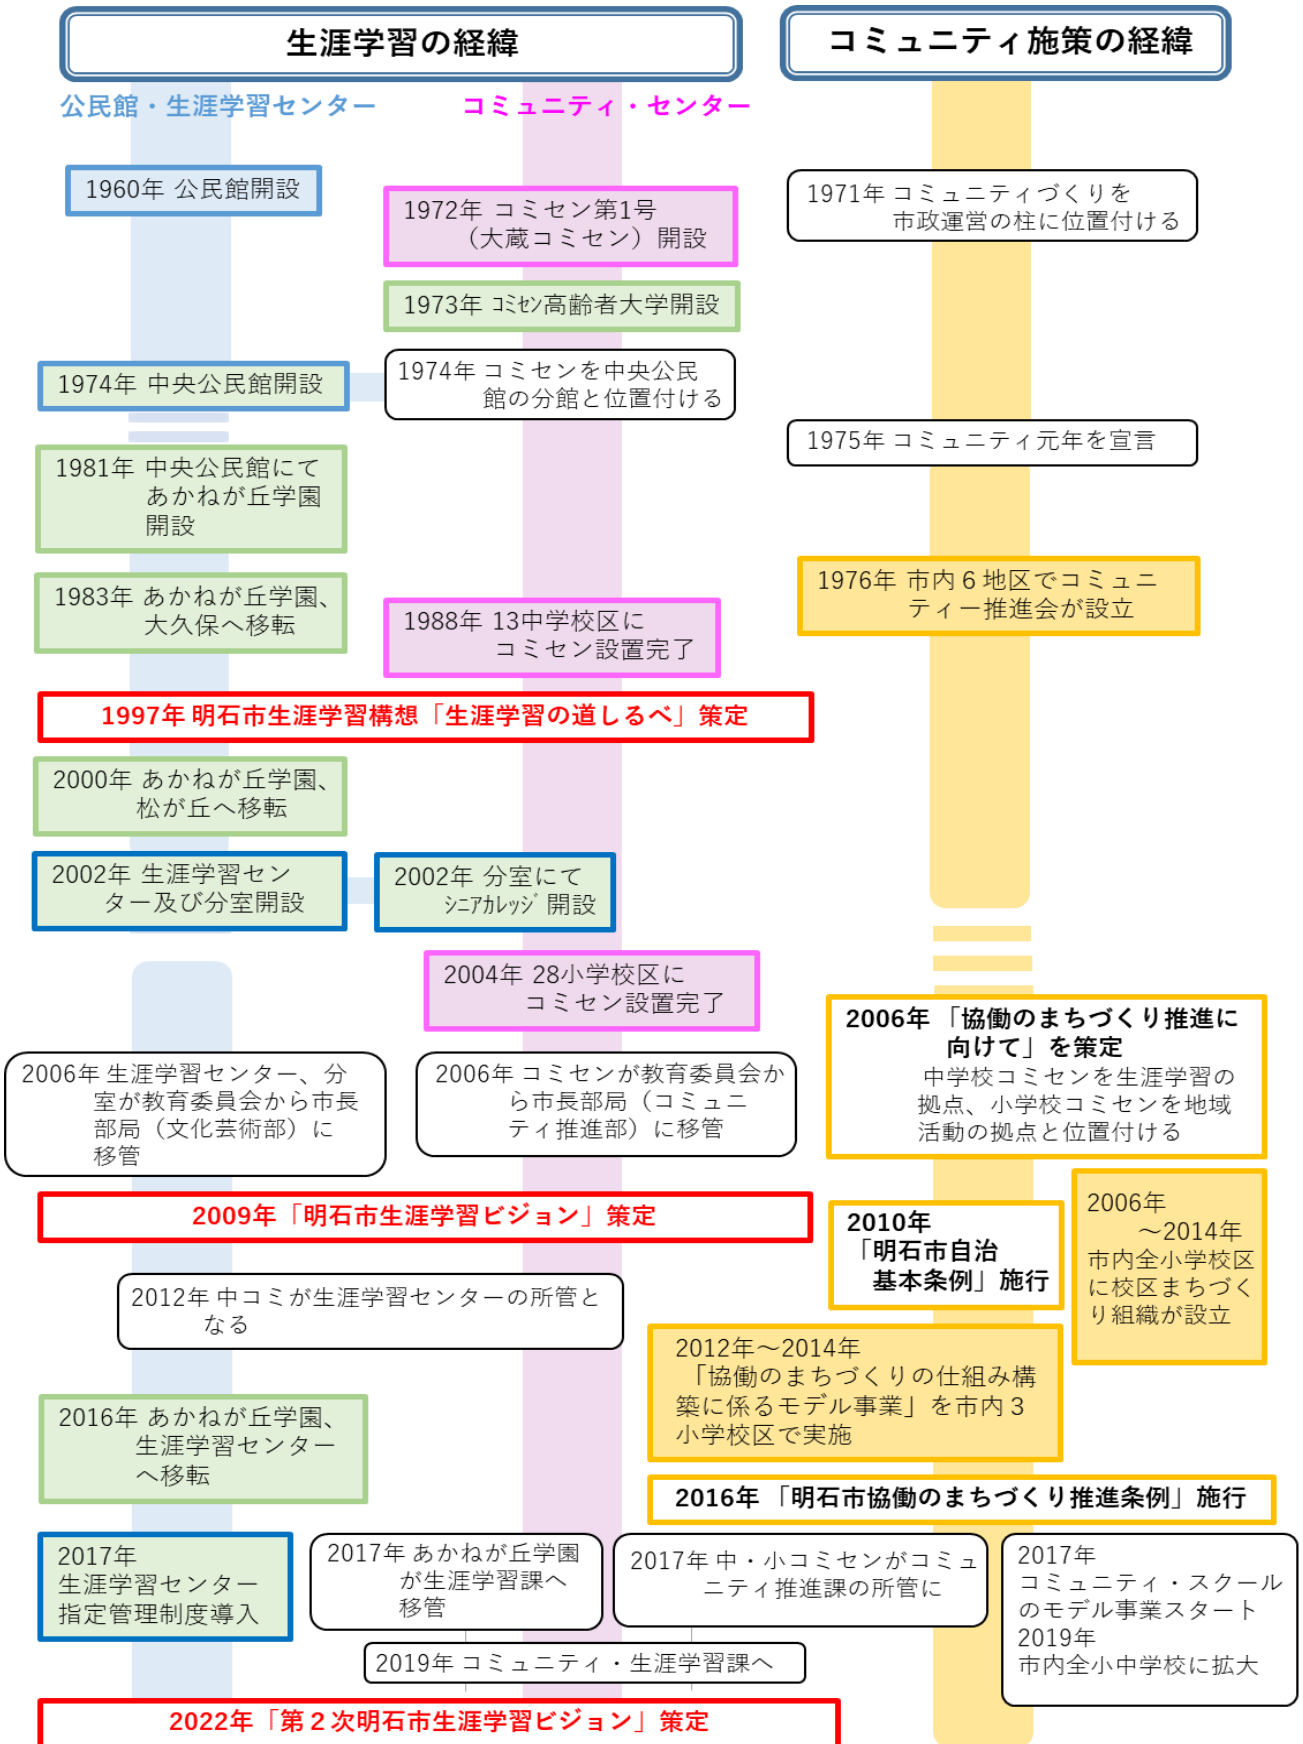 生涯学習の経緯
コミュニティ施策の経緯
公民館・生涯学習センター
コミュニティ・センター
1960年 公民館開設
1972年 コミセン第1号
（大蔵コミセン）開設
1971年 コミュニティづくりを
市政運営の柱に位置付ける
1973年 ｺﾐｾﾝ高齢者大学開設
1974年 中央公民館開設
1974年 コミセンを中央公民
館の分館と位置付ける
1975年 コミュニティ元年を宣言
1981年 中央公民館にて
あかねが丘学園
開設
1976年 市内６地区でコミュニ
ティー推進会が設立
1983年 あかねが丘学園、
大久保へ移転
1988年 13中学校区に
コミセン設置完了
1997年 明石市生涯学習構想「生涯学習の道しるべ」策定
2000年 あかねが丘学園、
松が丘へ移転
2002年 生涯学習セン
ター及び分室開設
2002年 分室にて
ｼﾆｱｶﾚｯｼﾞ 開設
2004年 28小学校区に
コミセン設置完了
2006年 「協働のまちづくり推進に
向けて」を策定
中学校コミセンを生涯学習の
拠点、小学校コミセンを地域
活動の拠点と位置付ける
2006年 生涯学習センター、分
室が教育委員会から市長
部局（文化芸術部）に
移管
2006年 コミセンが教育委員会か
ら市長部局（コミュニ
ティ推進部）に移管
2009年「明石市生涯学習ビジョン」策定
2010年
「明石市自治
基本条例」施行
2006年
～2014年
市内全小学校区
に校区まちづく
り組織が設立
2012年 中コミが生涯学習センターの所管と
なる
2012年～2014年
「協働のまちづくりの仕組み構
築に係るモデル事業」を市内３
小学校区で実施
2016年 あかねが丘学園、
生涯学習センター
へ移転
2016年 「明石市協働のまちづくり推進条例」施行
2017年
生涯学習センター
指定管理制度導入
2017年 あかねが丘学園
が生涯学習課へ
移管
2017年 中・小コミセンがコミュ
ニティ推進課の所管に
2017年
コミュニティ・スクール
のモデル事業スタート
2019年
市内全小中学校に拡大
2019年 コミュニティ・生涯学習課へ
2022年「第２次明石市生涯学習ビジョン」策定